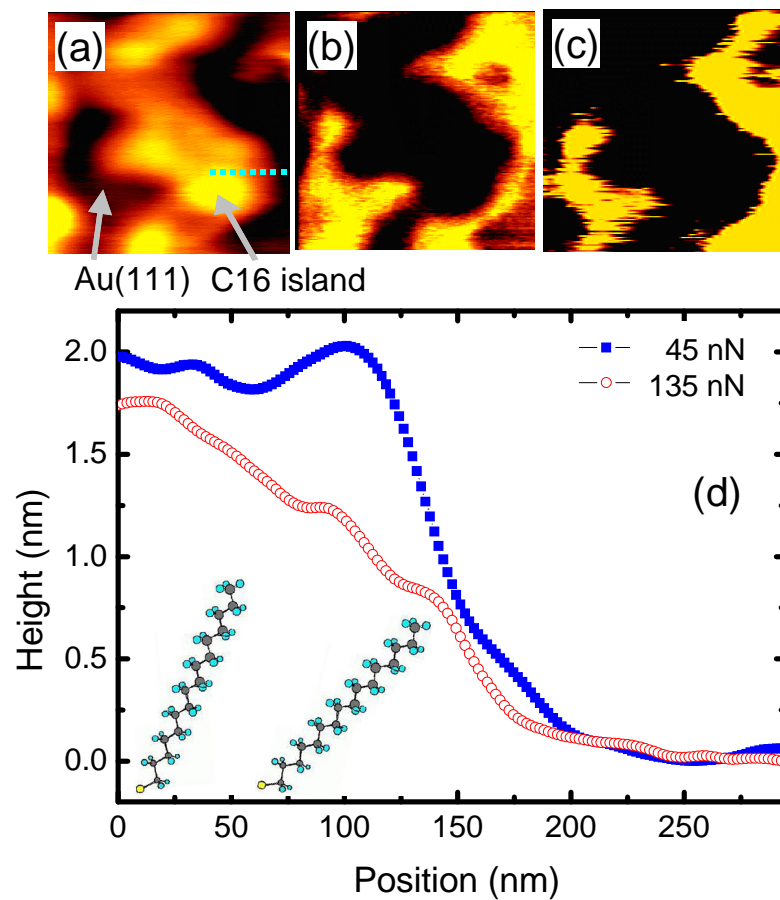 (a) (b) (c)
Au(111) C16 island
2.0
1.5
1.0
0.5
0.0
Height (nm)
45 nN
135 nN
(d)
0 50 100 150 200 250
Position (nm)